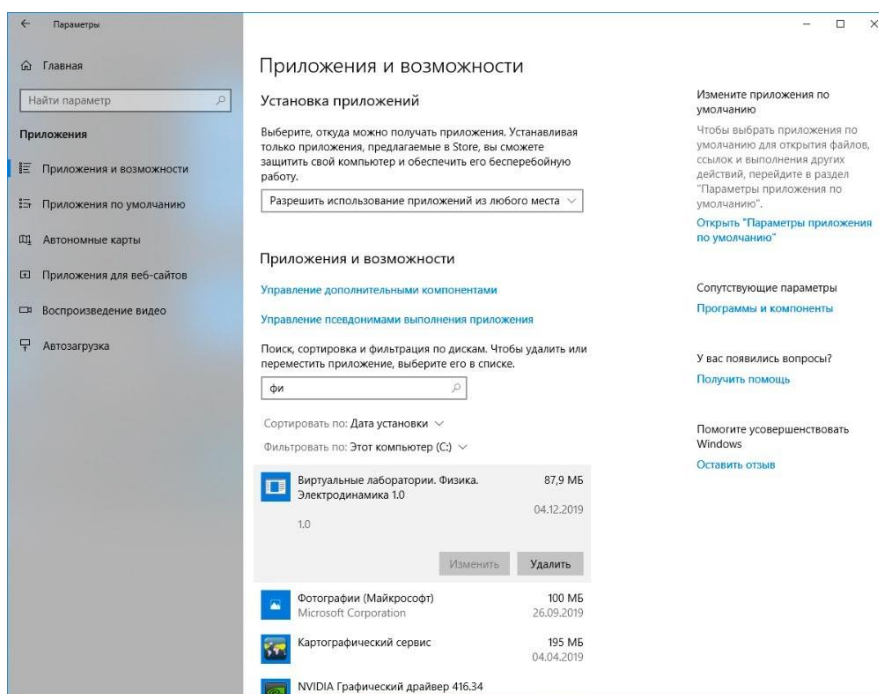 Параметры
Главная
Найти параметр
Приложения
Приложения и возможности
Приложения по умолчанию
Автономные карты
Приложения для веб-сайтов
Воспроизведение видео
Автозагрузка
Приложения и возможности
Установка приложений
Выберите, откуда можно получать приложения. Устанавливая
только приложения, предлагаемые в Store, вы сможете
защитить свой компьютер и обеспечить его бесперебойную
работу.
Разрешить использование приложений из любого места
Приложения и возможности
Управление дополнительными компонентами
Управление псевдонимами выполнения приложения
Поиск, сортировка и фильтрация по дискам. Чтобы удалить или
переместить приложение, выберите его в списке.
фи
Сортировать по: Дата установки
Фильтровать по: Этот компьютер (C:)
Виртуальные лаборатории. Физика. 87,9 МБ
Электродинамика 1.0
04.12.2019
1.0
Изменить Удалить
Фотографии (Майкрософт) 100 МБ
Microsoft Corporation 26.09.2019
Картографический сервис 195 МБ
04.04.2019
NVIDIA Графический драйвер 416.34
Измените приложения по
умолчанию
Чтобы выбрать приложения по
умолчанию для открытия файлов,
ссылок и выполнения других
действий, перейдите в раздел
"Параметры приложения по
умолчанию".
Открыть "Параметры приложения
по умолчанию"
Сопутствующие параметры
Программы и компоненты
У вас появились вопросы?
Получить помощь
Помогите усовершенствовать
Windows
Оставить отзыв